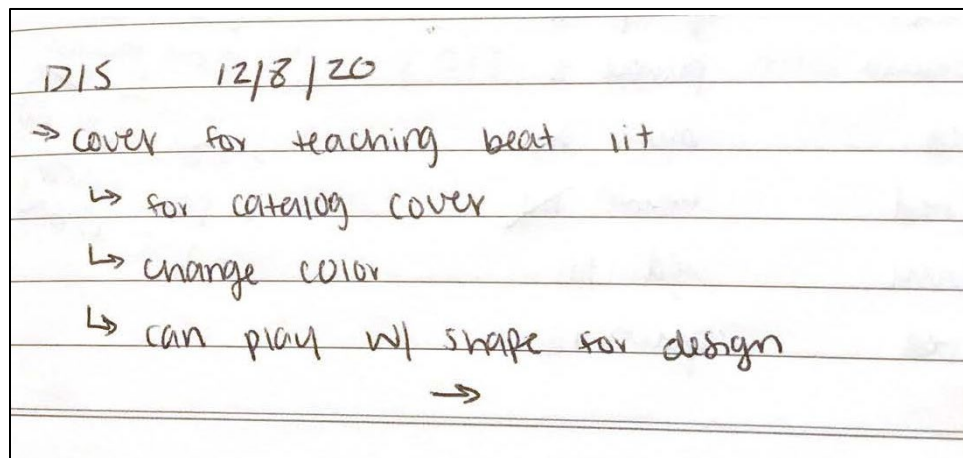 DIS 12/8/20
→ cover for teaching beat lit
↳ for catalog cover
↳ change color
↳ can play w/ shape for design
→